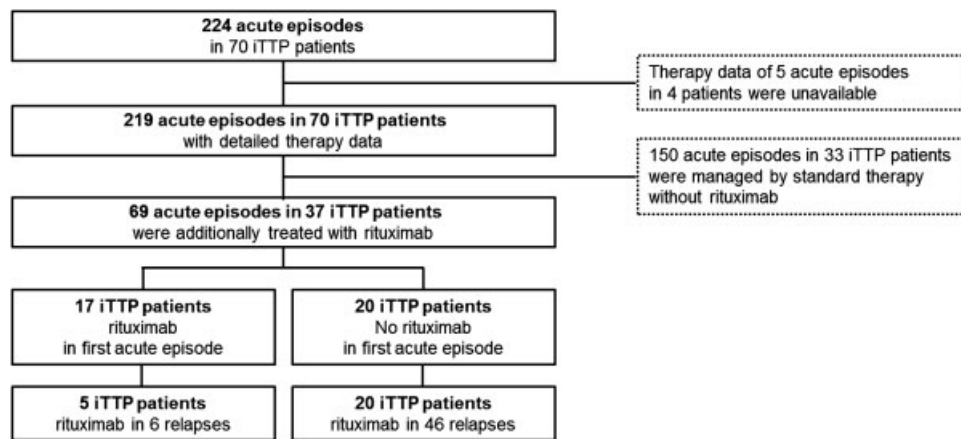 224 acute episodes
in 70 iTTP patients
Therapy data of 5 acute episodes
in 4 patients were unavailable
219 acute episodes in 70 iTTP patients
with detailed therapy data
150 acute episodes in 33 iTTP patients
were managed by standard therapy
without rituximab
69 acute episodes in 37 iTTP patients
were additionally treated with rituximab
17 iTTP patients
rituximab
in first acute episode
20 iTTP patients
No rituximab
in first acute episode
5 iTTP patients
rituximab in 6 relapses
20 iTTP patients
rituximab in 46 relapses